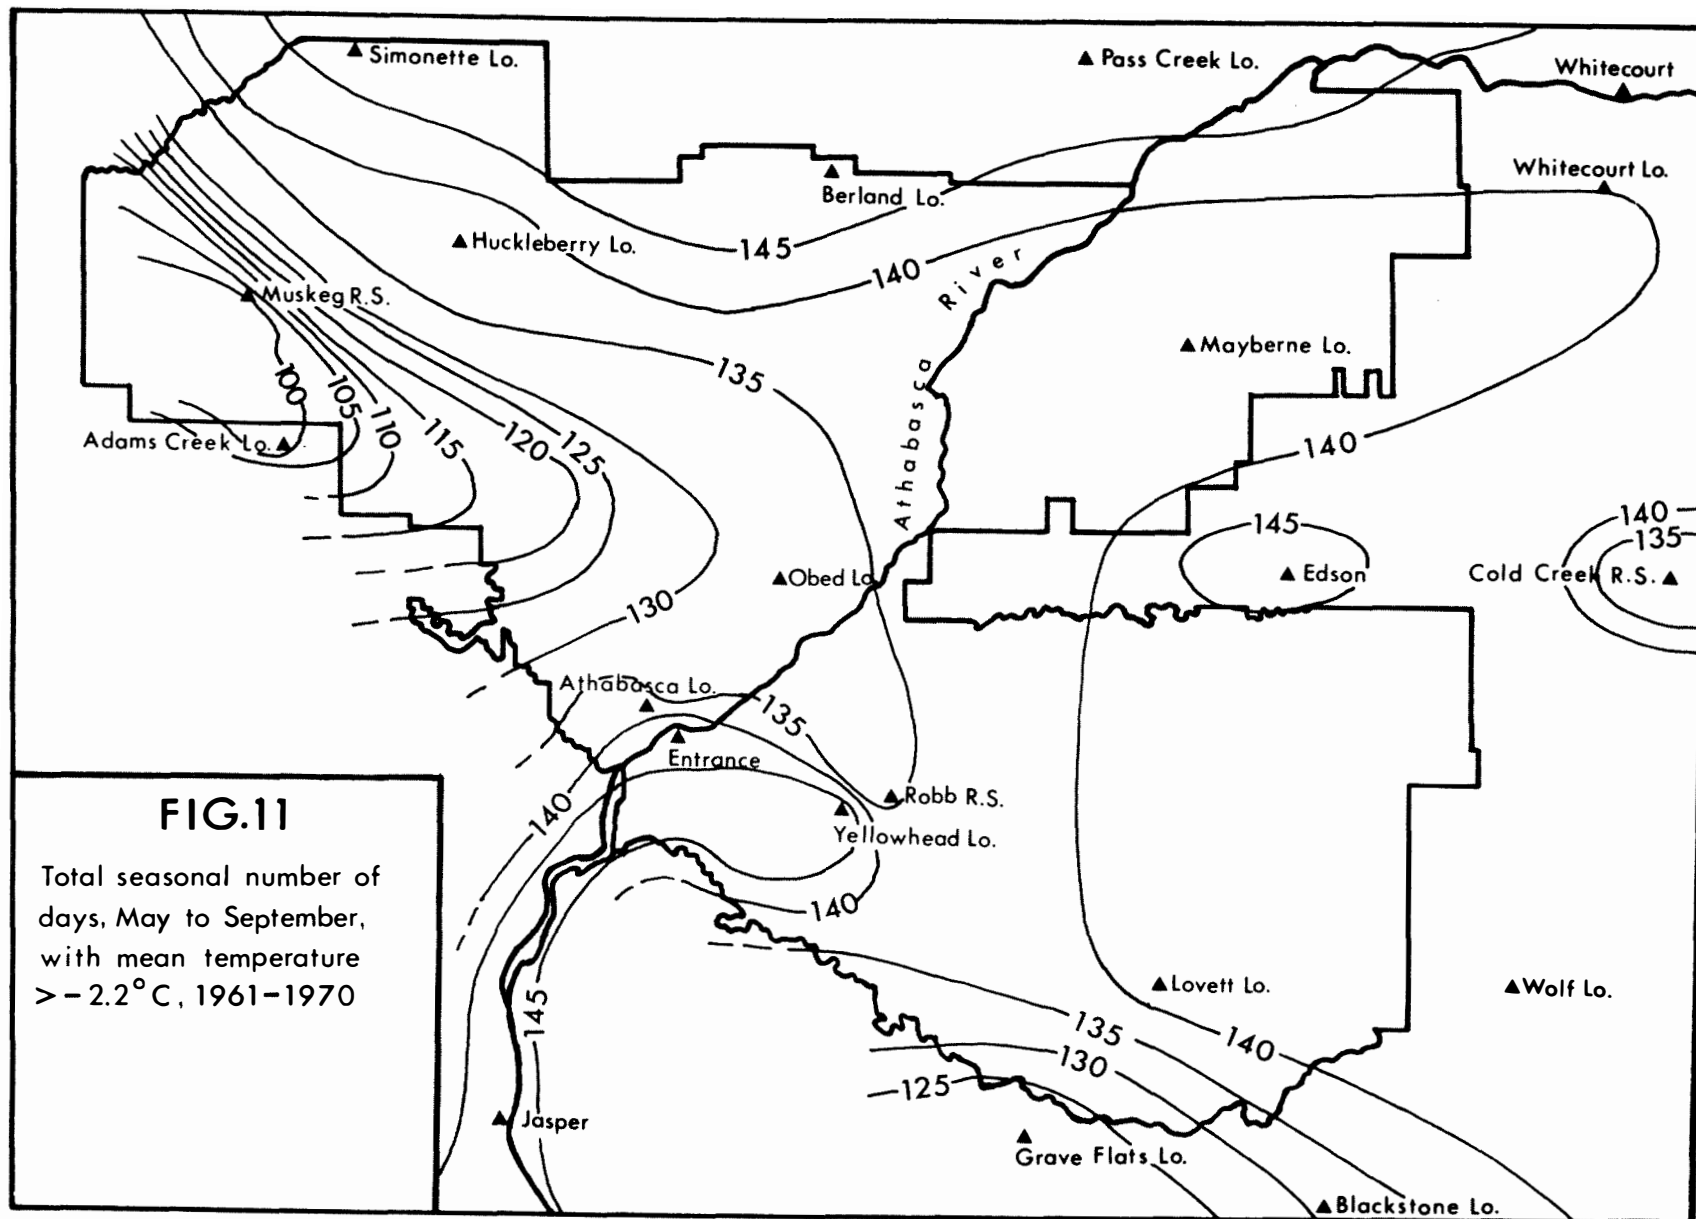 Simonette Lo.
Pass Creek Lo.
Whitecourt
Whitecourt Lo.
Berland Lo.
Huckleberry Lo.
145
140
River
Muskeg R.S.
Mayberne Lo.
135
100
105
110
115
120
125
Athabasca
140
Adams Creek Lo.
145
140
135
Obed Lo
Edson
Cold Creek R.S.
130
Athabasca Lo.
135
Entrance
140
Robb R.S.
Yellowhead Lo.
140
FIG.11
Total seasonal number of
days, May to September,
with mean temperature
>-2.2°C, 1961-1970
145
Lovett Lo.
Wolf Lo.
135
140
130
125
Jasper
Grave Flats Lo.
Blackstone Lo.